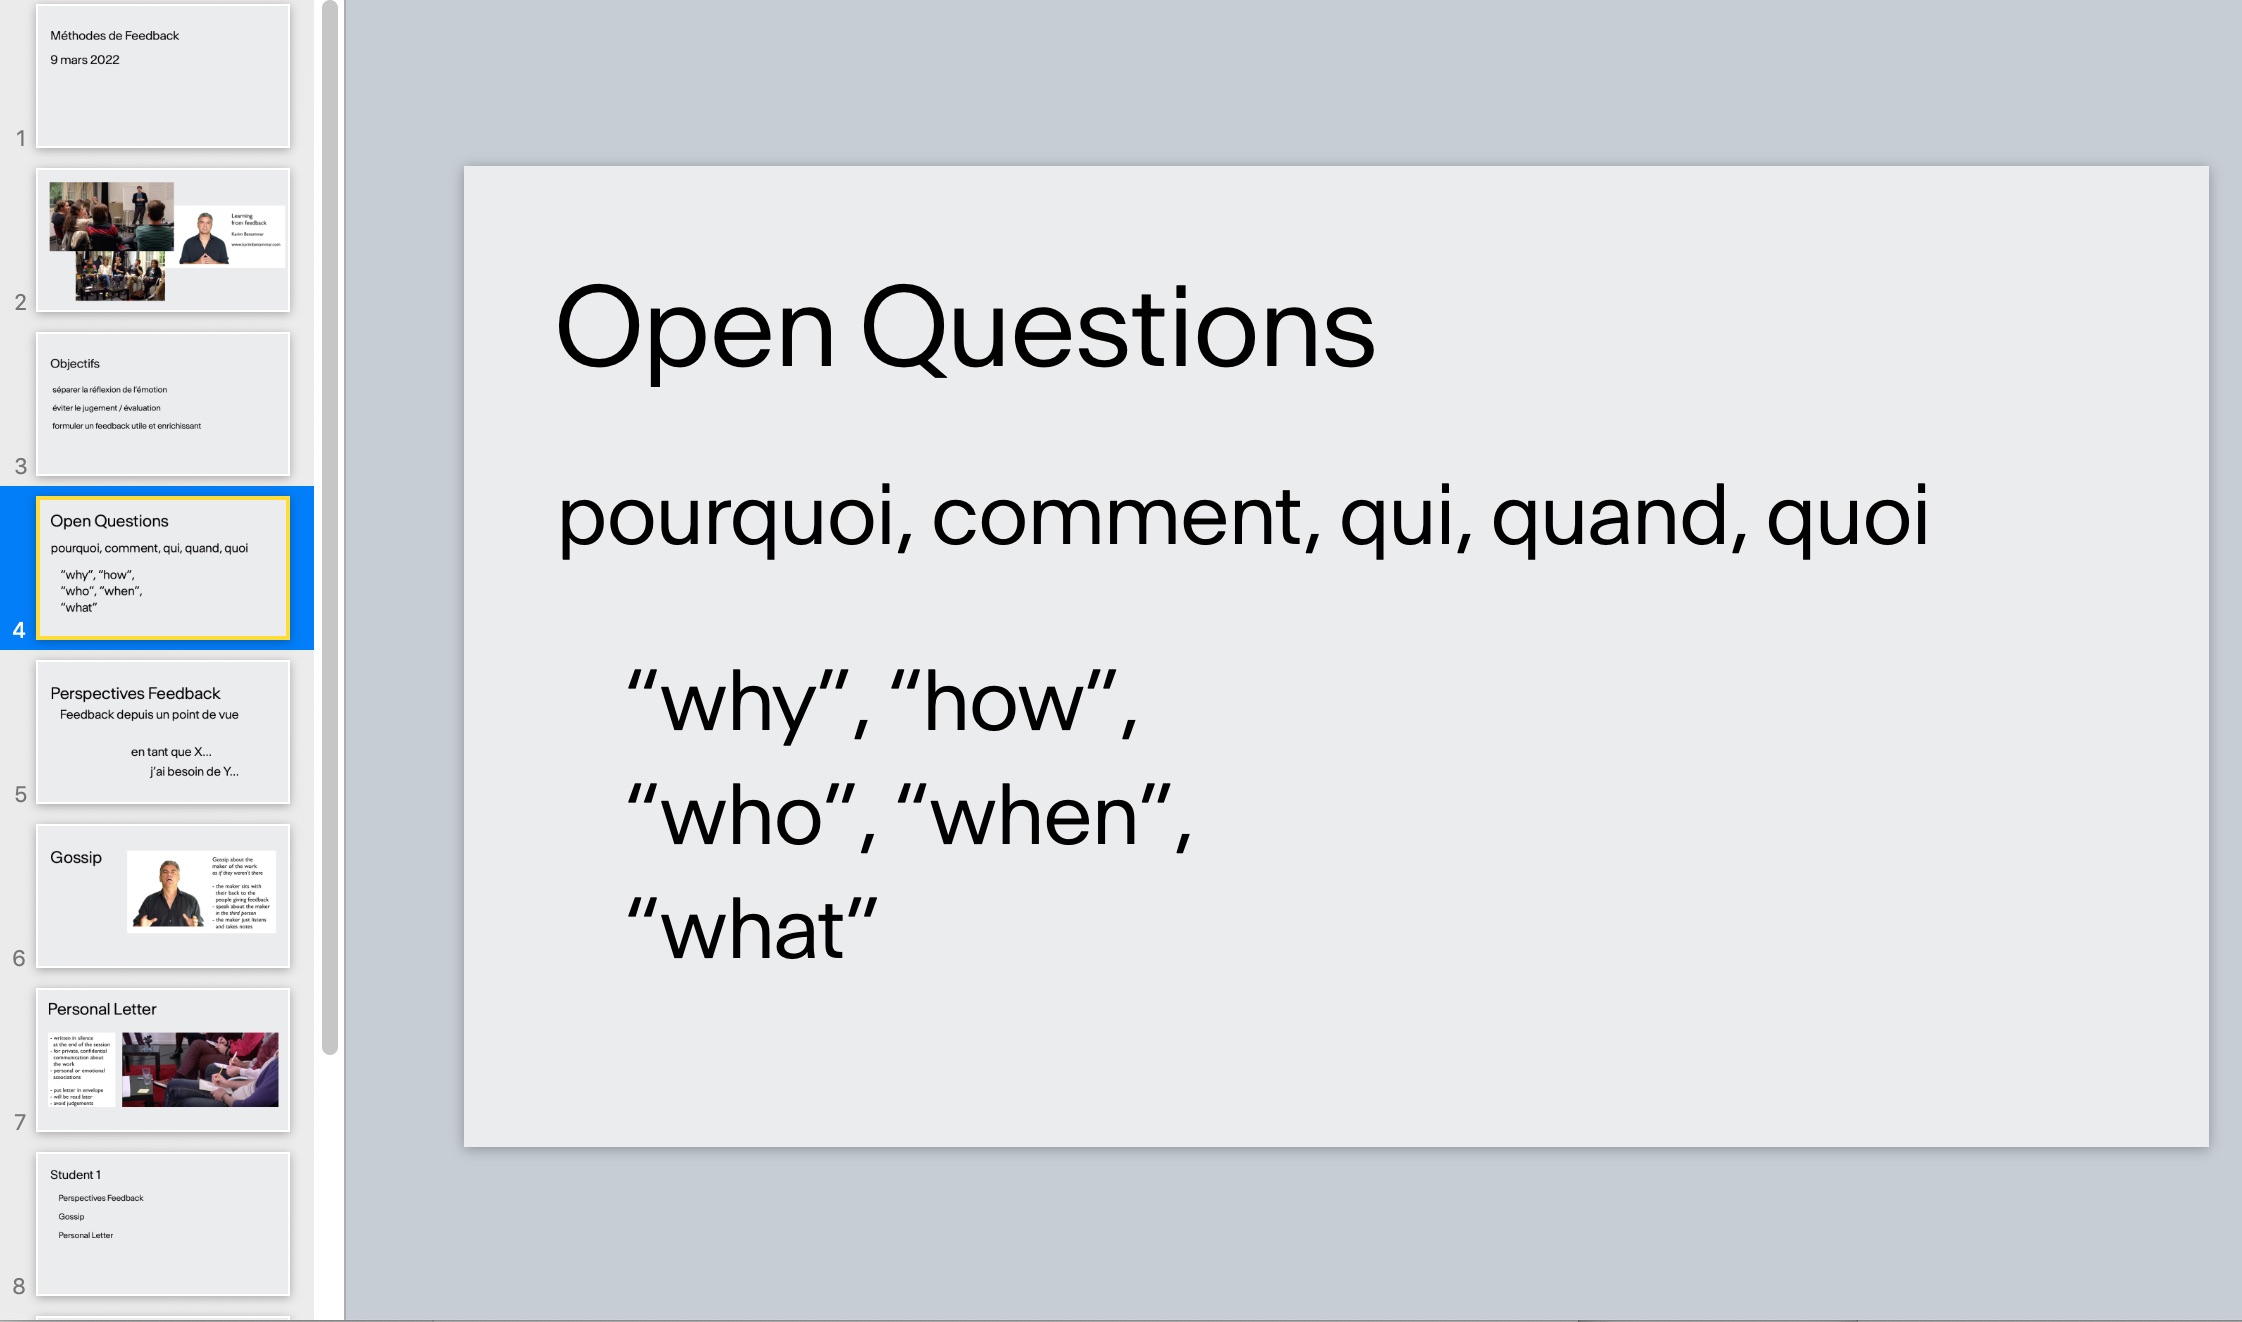 Méthodes de Feedback
9 mars 2022
1
Learning
from feedback
Karim Benammar
www.karimbenammar.com
2
Objectifs
séparer la réflexion de l'émotion
éviter le jugement / évaluation
formuler un feedback utile et enrichissant
3
Open Questions
pourquoi, comment, qui, quand, quoi
“why”, “how”,
“who”, “when”,
“what”
4
Perspectives Feedback
Feedback depuis un point de vue
en tant que X...
j'ai besoin de Y...
5
Gossip
Gossip about the
maker of the work
as if they weren't there
- the maker sits with
their back to the
people giving feedback
- speak about the maker
in the third person
- the maker just listens
and takes notes
6
Personal Letter
- written in silence
at the end of the session
- for private, confidential
communication about
the work
- personal or emotional
associations
- put letter in envelope
- will be read later
- avoid judgements
7
Student 1
Perspectives Feedback
Gossip
Personal Letter
8
Open Questions
pourquoi, comment, qui, quand, quoi
“why”, “how”,
“who”, “when”,
“what”